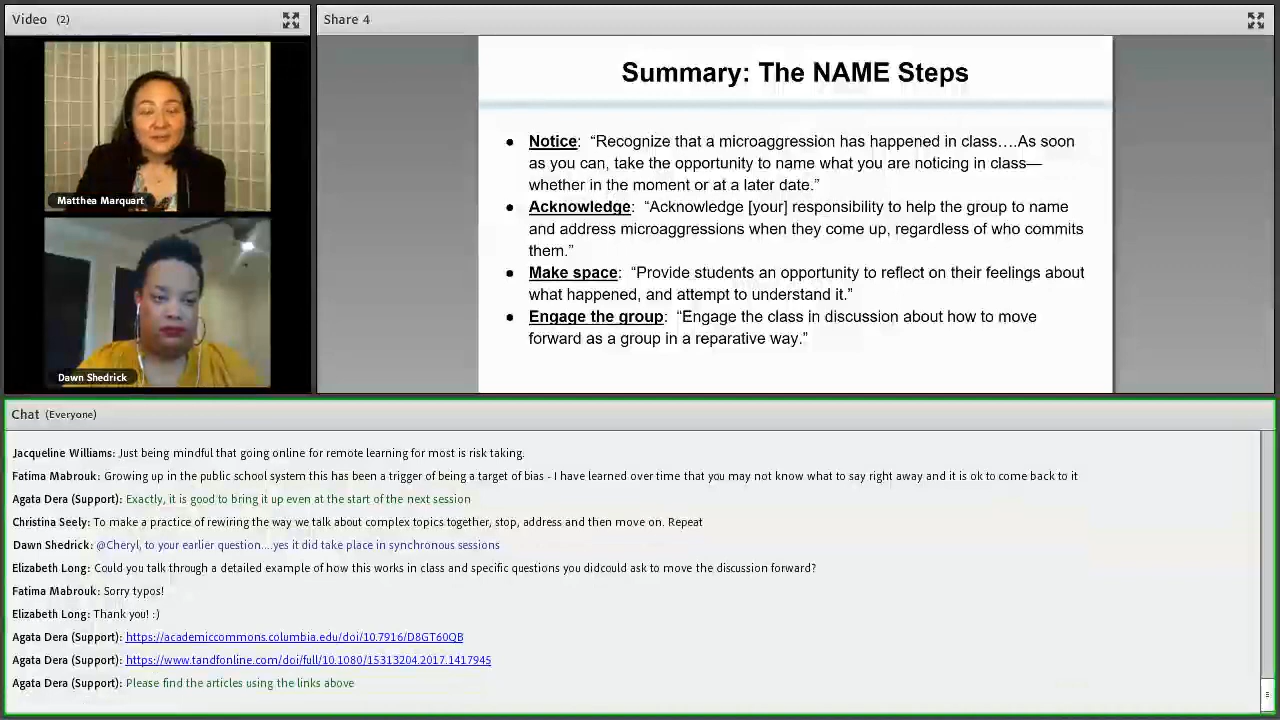 Video (2)
Matthea Marquart
Dawn Shedrick
Share 4
Summary: The NAME Steps
● Notice: “Recognize that a microaggression has happened in class….As soon
as you can, take the opportunity to name what you are noticing in class—
whether in the moment or at a later date.”
● Acknowledge: “Acknowledge [your] responsibility to help the group to name
and address microaggressions when they come up, regardless of who commits
them.”
● Make space: “Provide students an opportunity to reflect on their feelings about
what happened, and attempt to understand it.”
● Engage the group: “Engage the class in discussion about how to move
forward as a group in a reparative way.”
Chat (Everyone)
Jacqueline Williams: Just being mindful that going online for remote learning for most is risk taking.
Fatima Mabrouk: Growing up in the public school system this has been a trigger of being a target of bias - I have learned over time that you may not know what to say right away and it is ok to come back to it
Agata Dera (Support): Exactly, it is good to bring it up even at the start of the next session
Christina Seely: To make a practice of rewiring the way we talk about complex topics together, stop, address and then move on. Repeat
Dawn Shedrick: @Cheryl, to your earlier question....yes it did take place in synchronous sessions
Elizabeth Long: Could you talk through a detailed example of how this works in class and specific questions you didcould ask to move the discussion forward?
Fatima Mabrouk: Sorry typos!
Elizabeth Long: Thank you! :)
Agata Dera (Support): https://academiccommons.columbia.edu/doi/10.7916/D8GT60QB
Agata Dera (Support): https://www.tandfonline.com/doi/full/10.1080/15313204.2017.1417945
Agata Dera (Support): Please find the articles using the links above